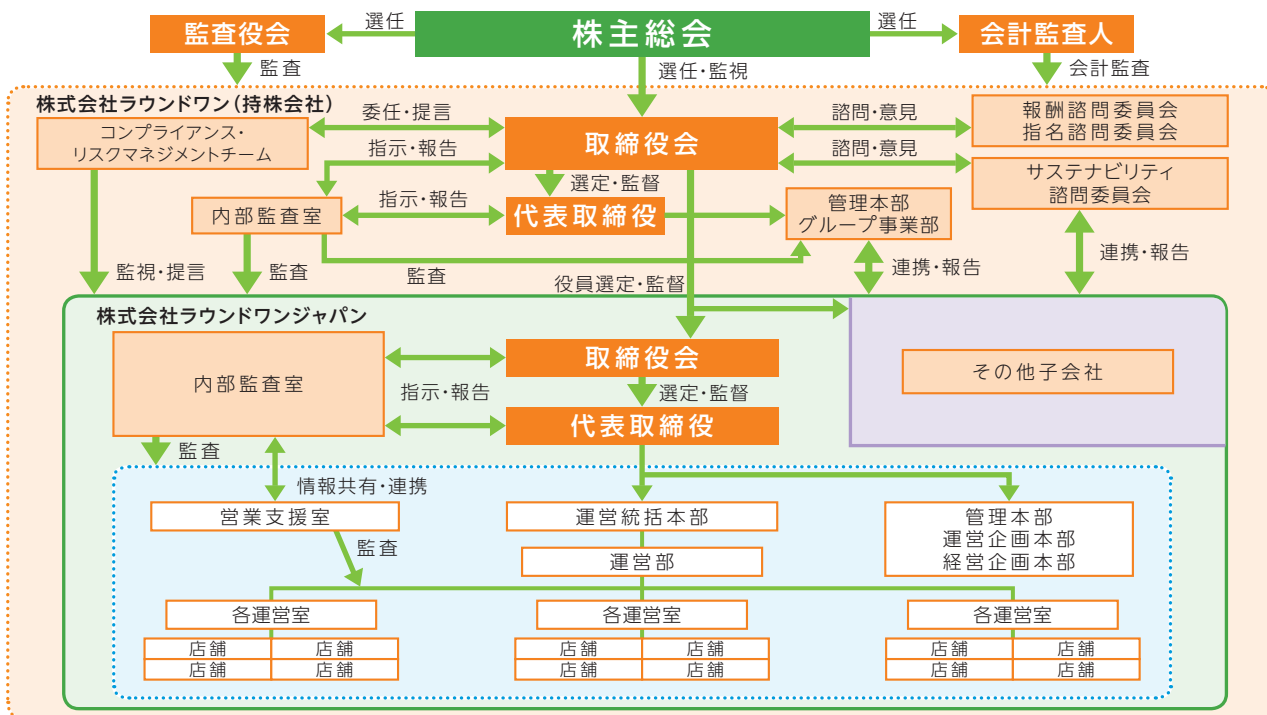 監査役会
選任
株主総会
選任
会計監査人
監査
選任・監視
会計監査
株式会社ラウンドワン(持株会社)
コンプライアンス・
リスクマネジメントチーム
委任・提言
取締役会
諮問・意見
報酬諮問委員会
指名諮問委員会
指示・報告
諮問・意見
サステナビリティ
諮問委員会
選定・監督
内部監査室
指示・報告
代表取締役
管理本部
グループ事業部
監視・提言
監査
監査
役員選定・監督
連携・報告
連携・報告
株式会社ラウンドワンジャパン
内部監査室
取締役会
その他子会社
指示・報告
選定・監督
代表取締役
監査
情報共有・連携
営業支援室
運営統括本部
管理本部
運営企画本部
経営企画本部
監査
運営部
各運営室
各運営室
各運営室
店舗
店舗
店舗
店舗
店舗
店舗
店舗
店舗
店舗
店舗
店舗
店舗